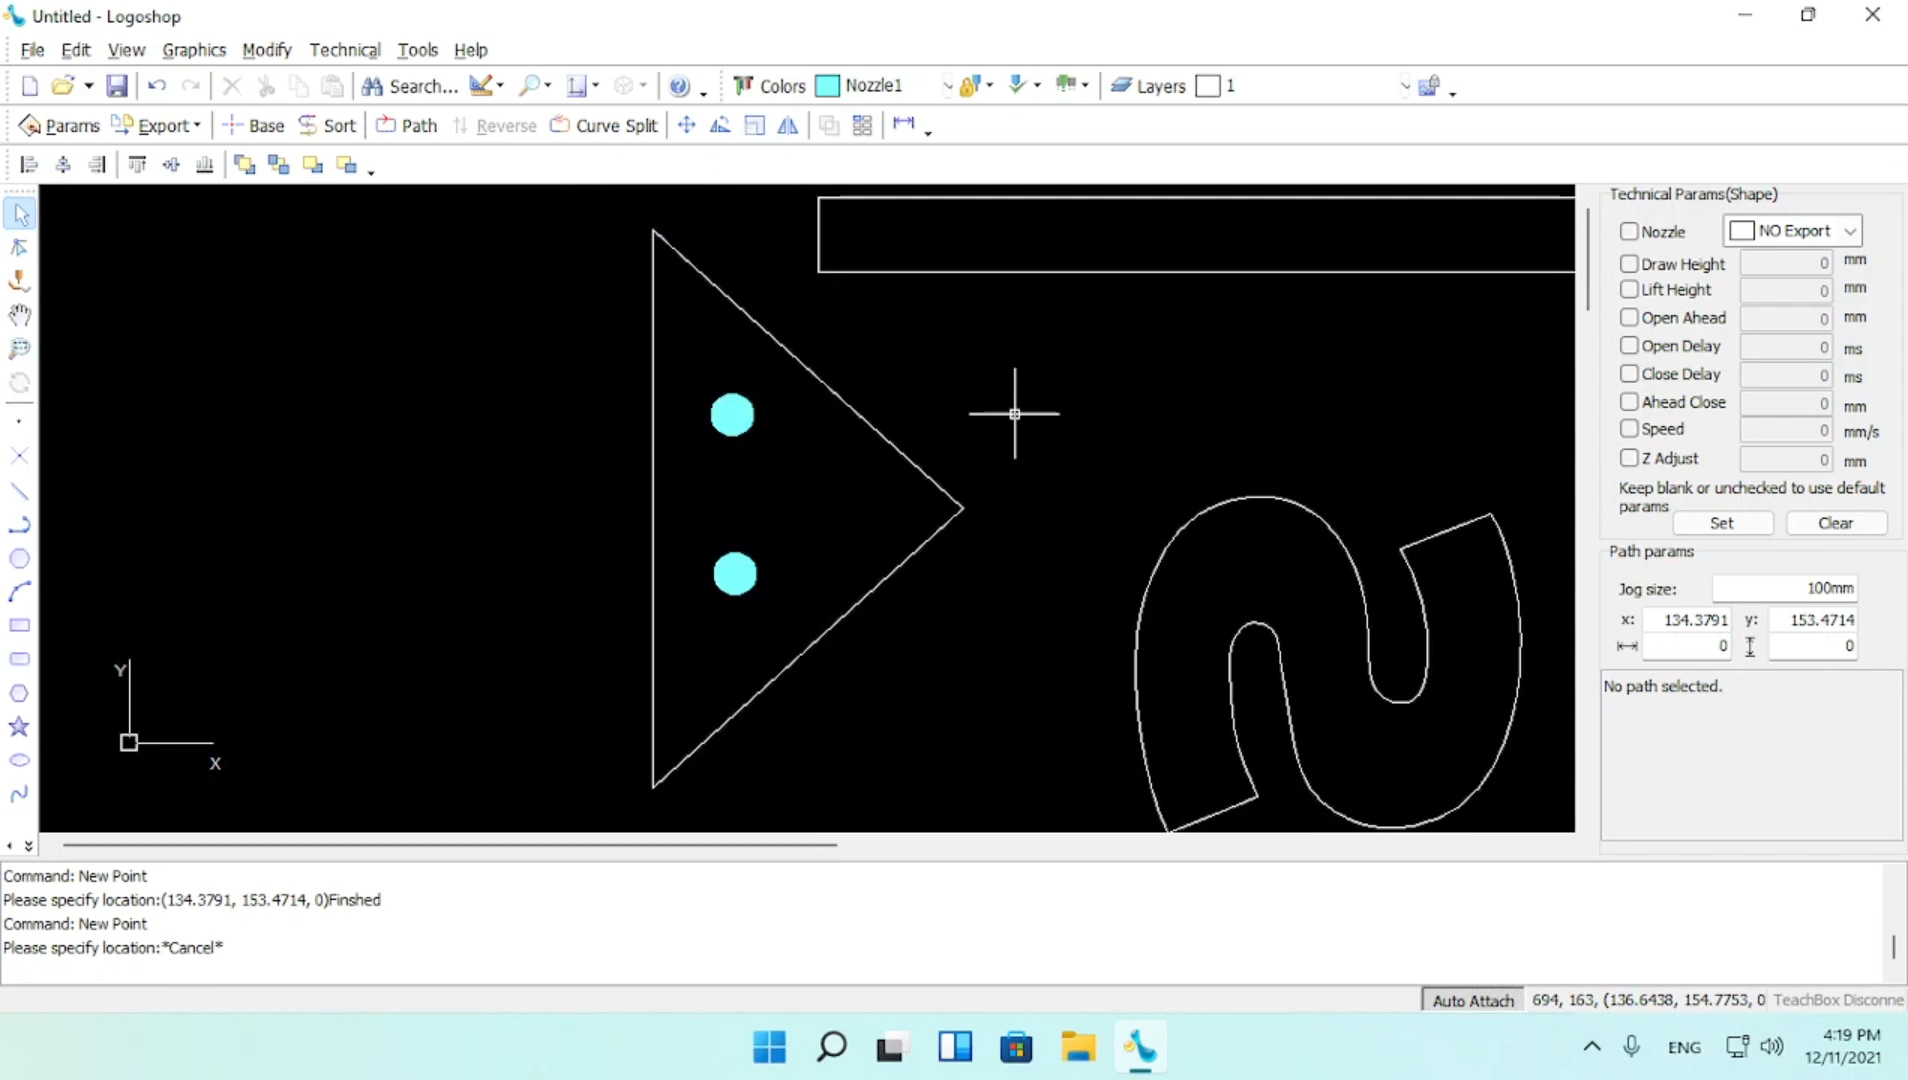 Untitled - Logoshop
File Edit View Graphics Modify Technical Tools Help
Search... Colors Nozzle1 Layers 1
Params Export Base Sort Path Reverse Curve Split
Technical Params(Shape)
Nozzle NO Export
Draw Height 0 mm
Lift Height 0 mm
Open Ahead 0 mm
Open Delay 0 ms
Close Delay 0 ms
Ahead Close 0 mm
Speed 0 mm/s
Z Adjust 0 mm
Keep blank or unchecked to use default
params
Set Clear
Path params
Jog size: 100mm
x: 134.3791 y: 153.4714
0 0
No path selected.
Y
X
Command: New Point
Please specify location:(134.3791, 153.4714, 0)Finshed
Command: New Point
Please specify location:*Cancel*
Auto Attach 694, 163, (136.6438, 154.7753, 0 TeachBox Disconne
ENG
4:19 PM
12/11/2021